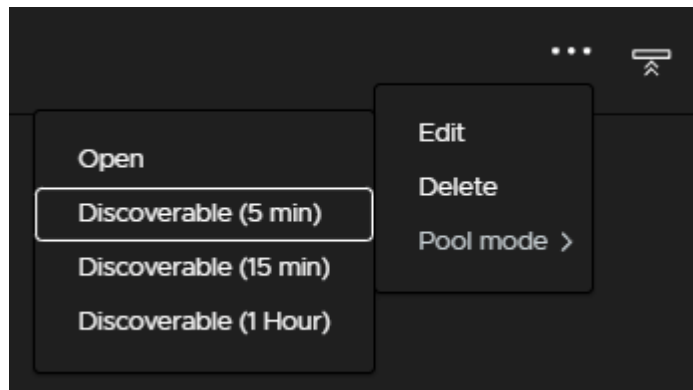 Edit
Delete
Pool mode >
Open
Discoverable (5 min)
Discoverable (15 min)
Discoverable (1 Hour)